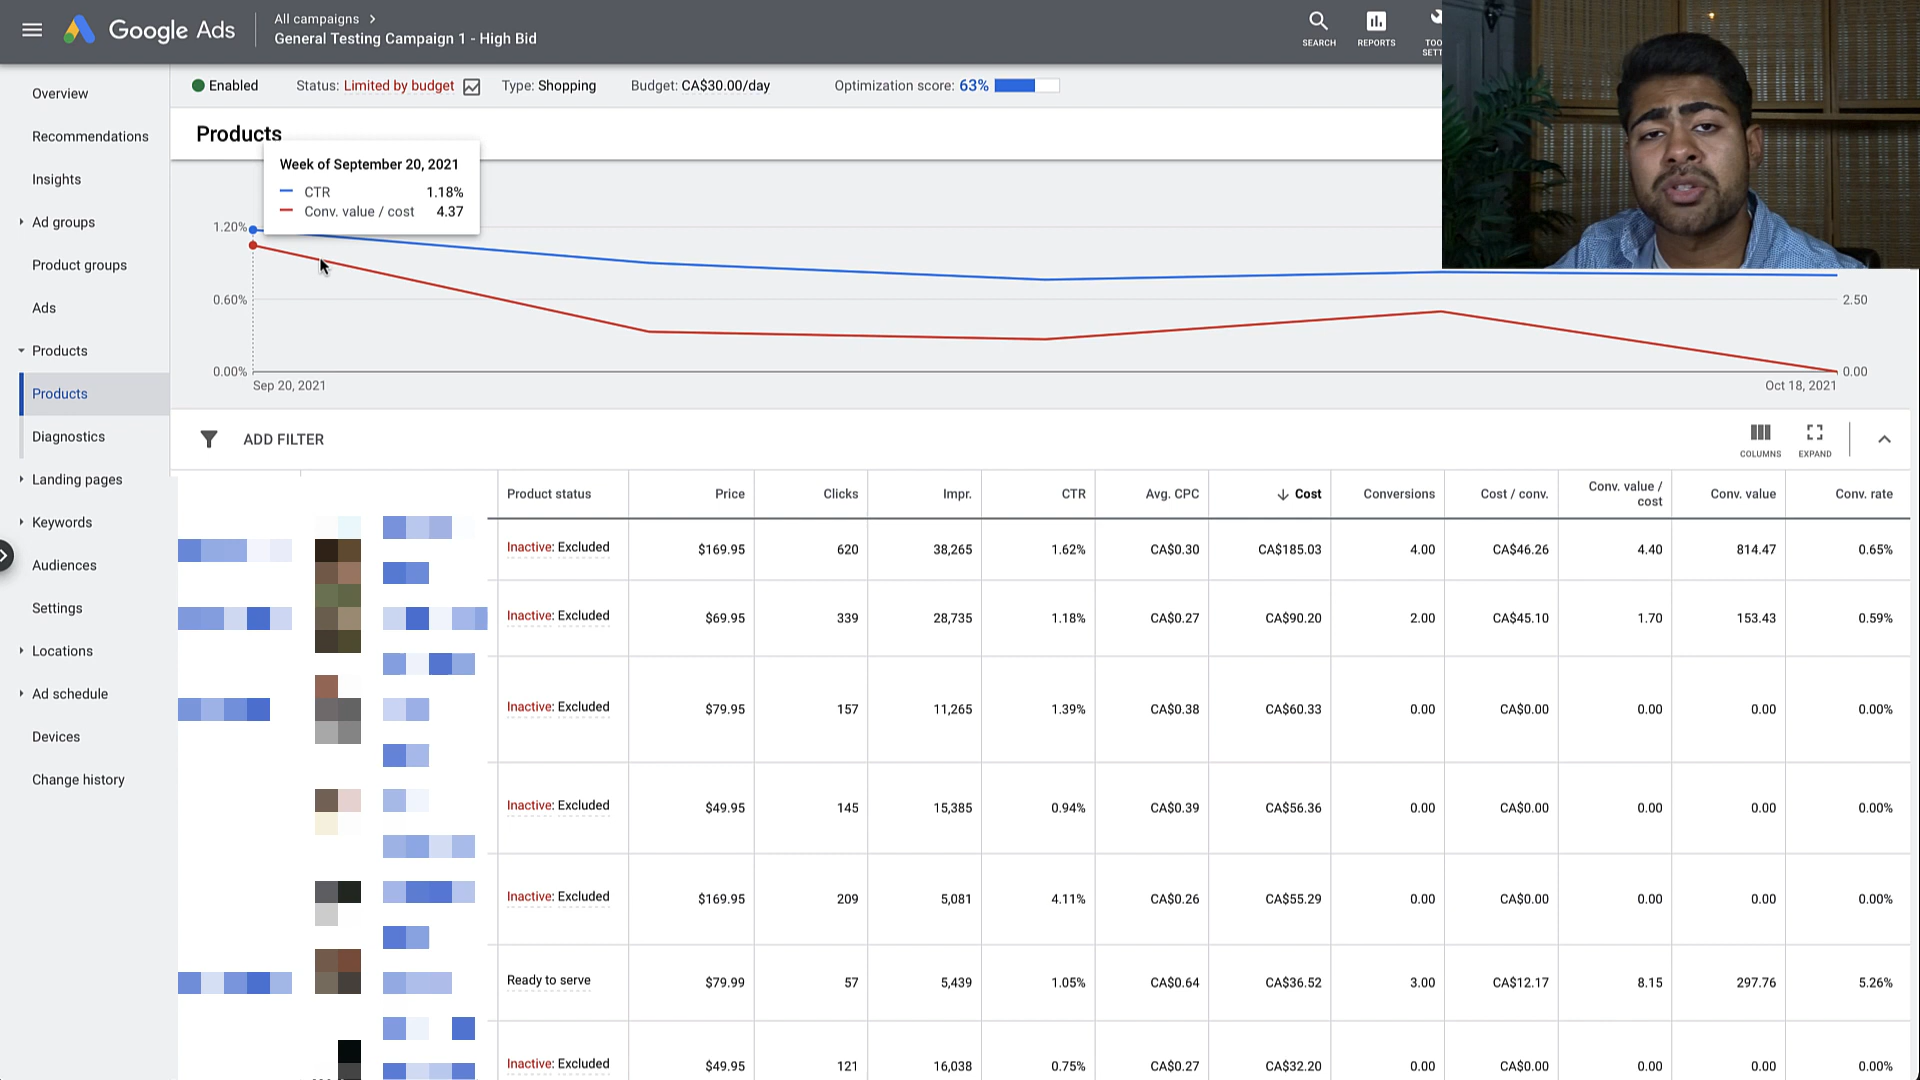 Google Ads
All campaigns
General Testing Campaign 1 - High Bid
SEARCH
REPORTS
Enabled
Status: Limited by budget
Type: Shopping
Budget: CA$30.00/day
Optimization score: 63%
Overview
Recommendations
Insights
Ad groups
Product groups
Ads
Products
Products
Diagnostics
Landing pages
Keywords
Audiences
Settings
Locations
Ad schedule
Devices
Change history
Products
Week of September 20, 2021
CTR 1.18%
Conv. value / cost 4.37
1.20%
0.60%
0.00%
2.50
0.00
Sep 20, 2021
Oct 18, 2021
ADD FILTER
COLUMNS
EXPAND
Product status Price Clicks Impr. CTR Avg. CPC Cost Conversions Cost / conv. Conv. value / cost Conv. value Conv. rate
Inactive: Excluded $169.95 620 38,265 1.62% CA$0.30 CA$185.03 4.00 CA$46.26 4.40 814.47 0.65%
Inactive: Excluded $69.95 339 28,735 1.18% CA$0.27 CA$90.20 2.00 CA$45.10 1.70 153.43 0.59%
Inactive: Excluded $79.95 157 11,265 1.39% CA$0.38 CA$60.33 0.00 CA$0.00 0.00 0.00 0.00%
Inactive: Excluded $49.95 145 15,385 0.94% CA$0.39 CA$56.36 0.00 CA$0.00 0.00 0.00 0.00%
Inactive: Excluded $169.95 209 5,081 4.11% CA$0.26 CA$55.29 0.00 CA$0.00 0.00 0.00 0.00%
Ready to serve $79.99 57 5,439 1.05% CA$0.64 CA$36.52 3.00 CA$12.17 8.15 297.76 5.26%
Inactive: Excluded $49.95 121 16,038 0.75% CA$0.27 CA$32.20 0.00 CA$0.00 0.00 0.00 0.00%